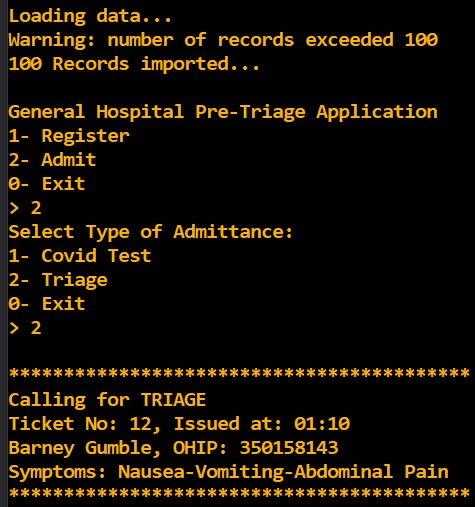 Loading data...
Warning: number of records exceeded 100
100 Records imported...
General Hospital Pre-Triage Application
1- Register
2- Admit
0- Exit
> 2
Select Type of Admittance:
1- Covid Test
2- Triage
0- Exit
> 2
******************************************
Calling for TRIAGE
Ticket No: 12, Issued at: 01:10
Barney Gumble, OHIP: 350158143
Symptoms: Nausea-Vomiting-Abdominal Pain
******************************************